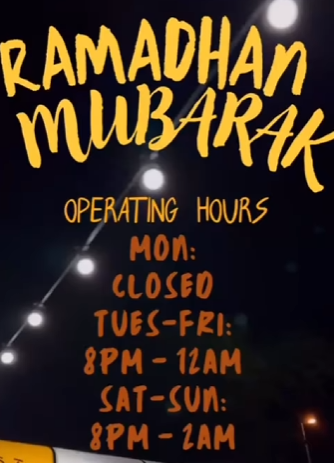 RAMADHAN
MUBARAK
OPERATING HOURS
MON:
CLOSED
TUES-FRI:
8PM - 12AM
SAT-SUN:
8PM - 2AM